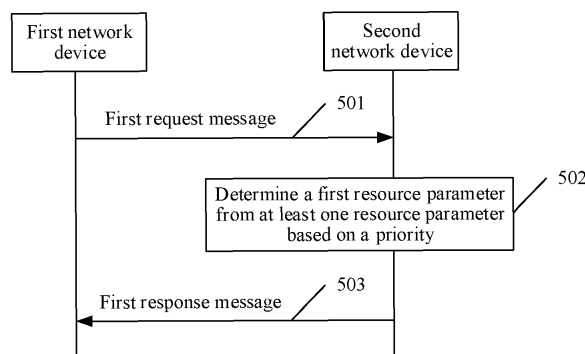 First network
device
Second
network device
501
First request message
502
Determine a first resource parameter
from at least one resource parameter
based on a priority
503
First response message